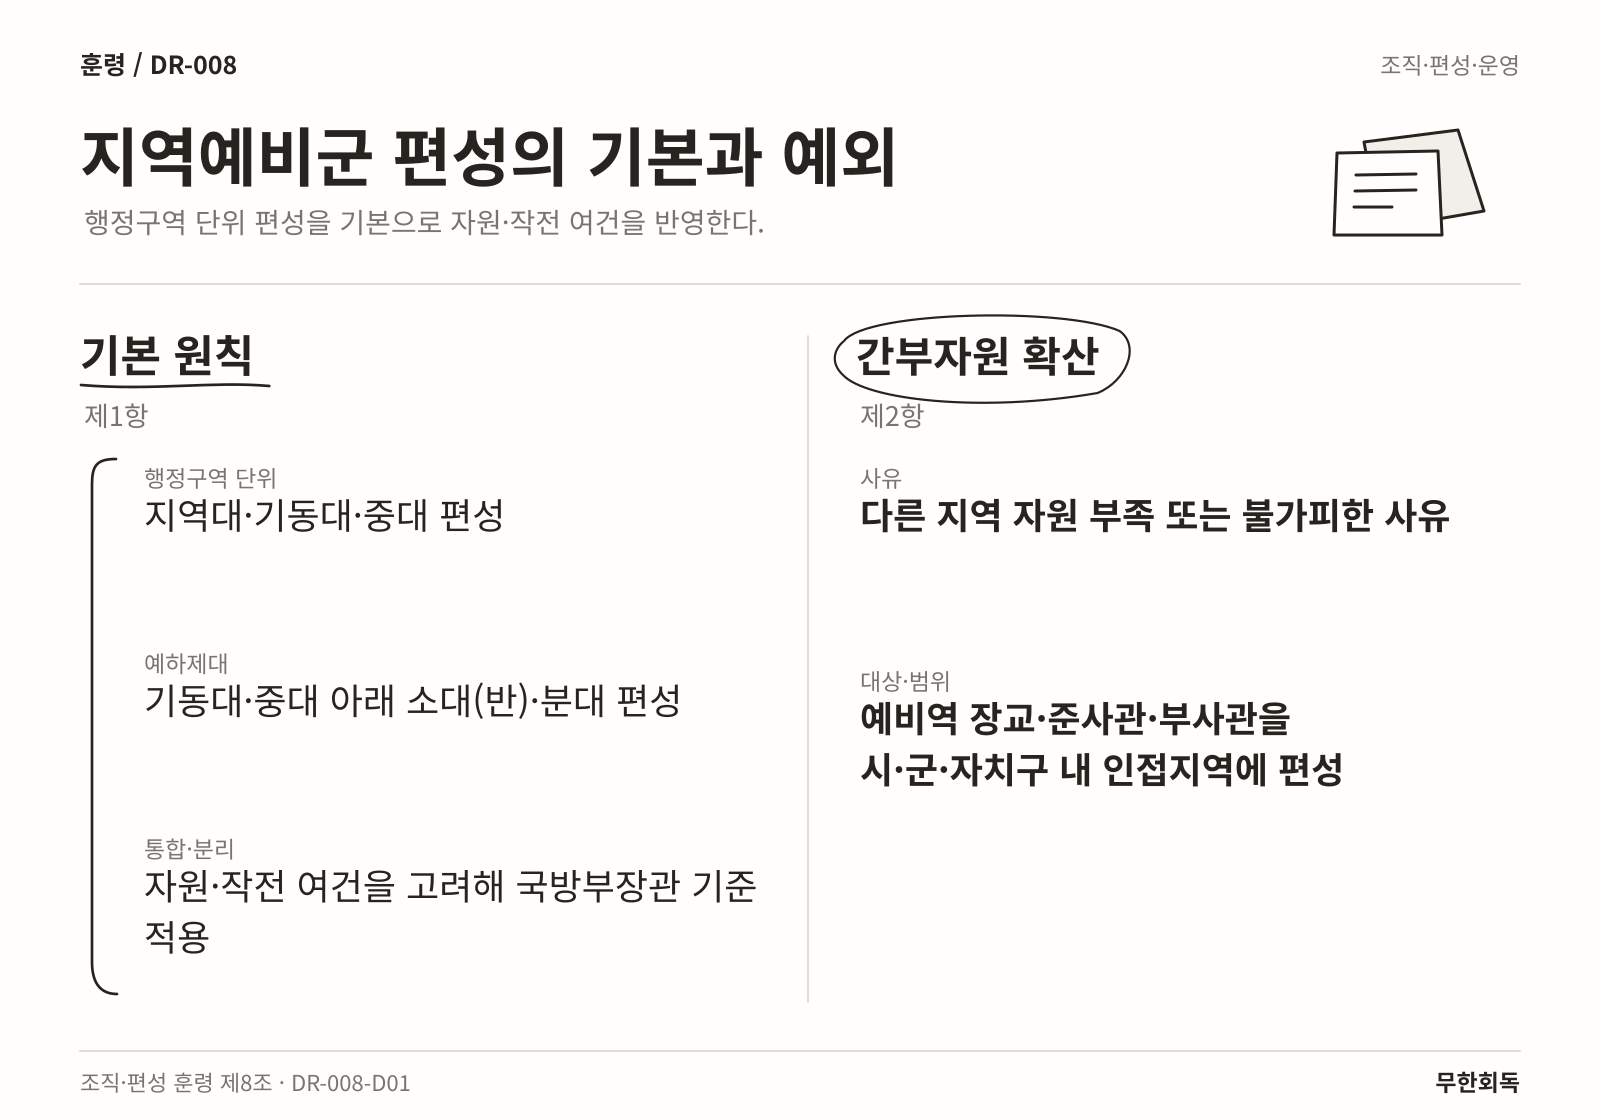 훈령 / DR-008
조직·편성·운영
지역예비군 편성의 기본과 예외
행정구역 단위 편성을 기본으로 자원·작전 여건을 반영한다.
기본 원칙
제1항
행정구역 단위
지역대·기동대·중대 편성
예하제대
기동대·중대 아래 소대(반)·분대 편성
통합·분리
자원·작전 여건을 고려해 국방부장관 기준
적용
간부자원 확산
제2항
사유
다른 지역 자원 부족 또는 불가피한 사유
대상·범위
예비역 장교·준사관·부사관을
시·군·자치구 내 인접지역에 편성
조직·편성 훈령 제8조 · DR-008-D01
무한회독